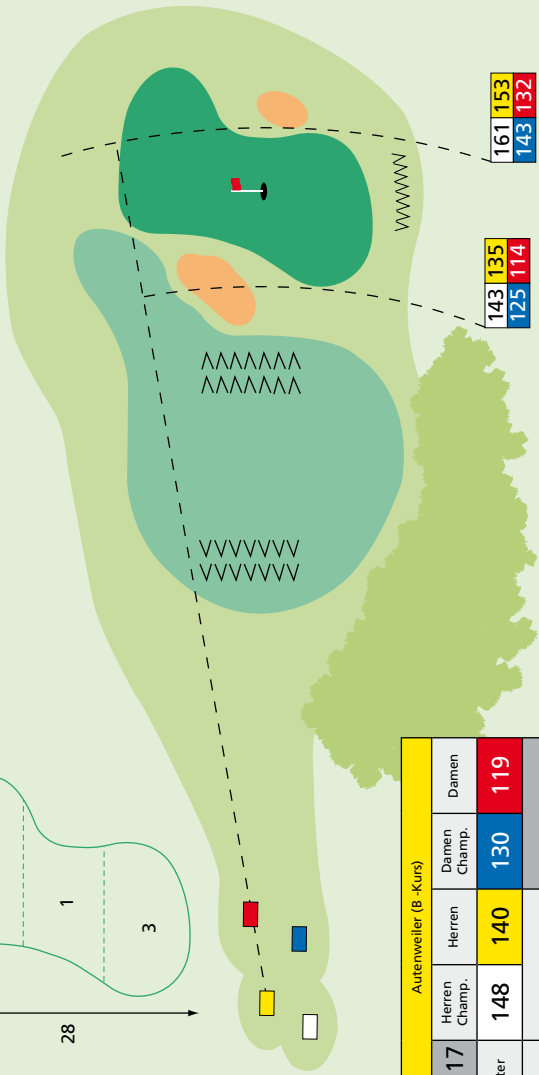 161 153
143 132
143 135
125 114
1
3
28
Autenweiler (B -Kurs)
17
Herren Champ.
Herren
Damen Champ.
Damen
148 140 130 119